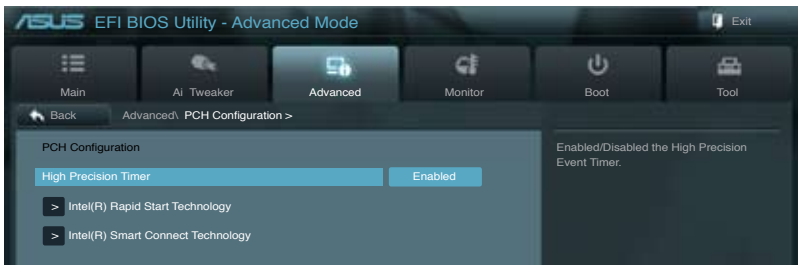 ASUS EFI BIOS Utility - Advanced Mode
Exit
Main
Ai Tweaker
Advanced
Monitor
Boot
Tool
Back
Advanced\ PCH Configuration >
PCH Configuration
High Precision Timer
Enabled
> Intel(R) Rapid Start Technology
> Intel(R) Smart Connect Technology
Enabled/Disabled the High Precision
Event Timer.